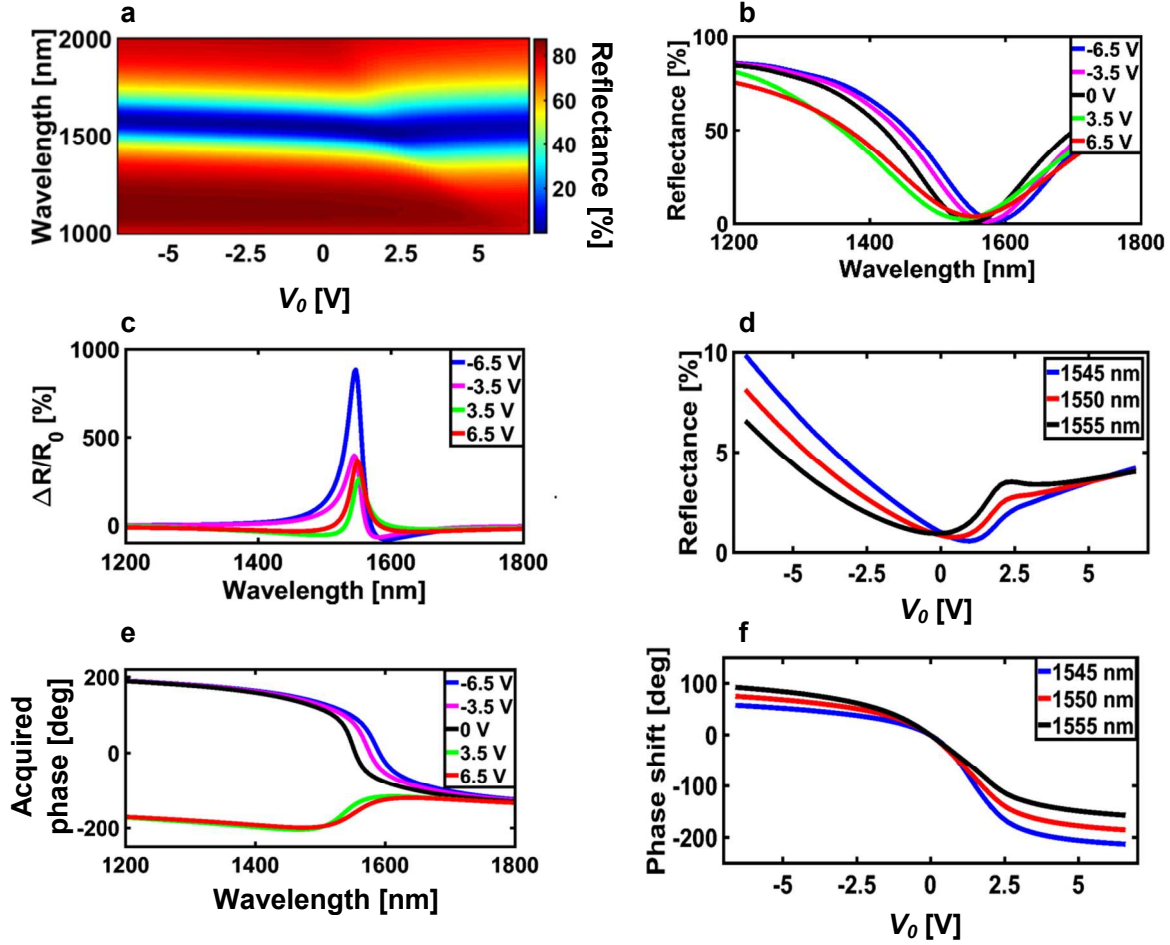 a
Wavelength [nm]
2000
1500
1000
-5 -2.5 0 2.5 5
V0 [V]
80
60
40
20
Reflectance [%]
b
Reflectance [%]
100
50
0
1200 1400 1600 1800
Wavelength [nm]
-6.5 V
-3.5 V
0 V
3.5 V
6.5 V
c
ΔR/R0 [%]
1000
500
0
1200 1400 1600 1800
Wavelength [nm]
-6.5 V
-3.5 V
3.5 V
6.5 V
d
Reflectance [%]
10
5
0
-5 -2.5 0 2.5 5
V0 [V]
1545 nm
1550 nm
1555 nm
e
Acquired
phase [deg]
200
0
-200
1200 1400 1600 1800
Wavelength [nm]
-6.5 V
-3.5 V
0 V
3.5 V
6.5 V
f
Phase shift [deg]
100
0
-100
-200
-5 -2.5 0 2.5 5
V0 [V]
1545 nm
1550 nm
1555 nm